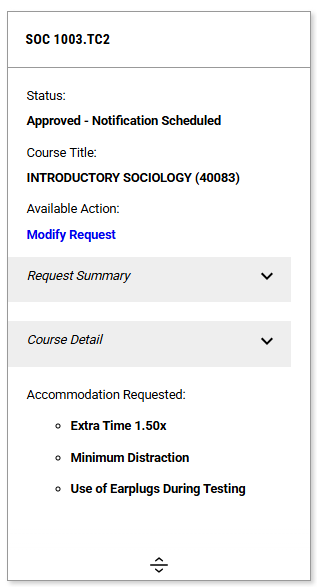 SOC 1003.TC2
Status:
Approved - Notification Scheduled
Course Title:
INTRODUCTORY SOCIOLOGY (40083)
Available Action:
Modify Request
Request Summary
Course Detail
Accommodation Requested:
Extra Time 1.50x
Minimum Distraction
Use of Earplugs During Testing